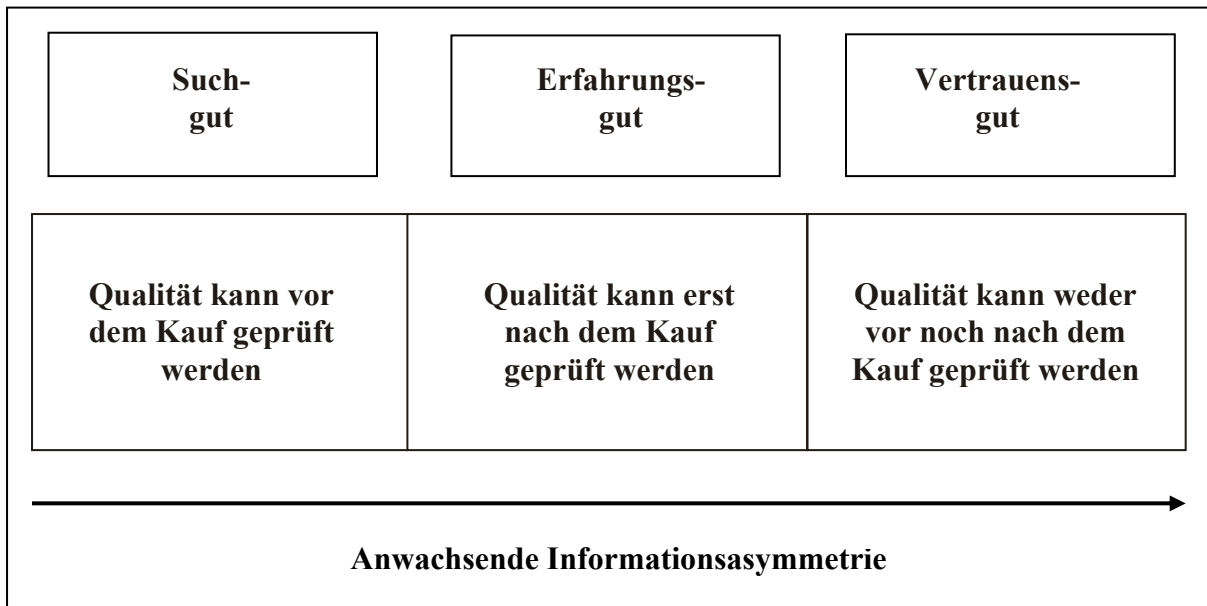 Such-
gut
Erfahrungs-
gut
Vertrauens-
gut
Qualität kann vor
dem Kauf geprüft
werden
Qualität kann erst
nach dem Kauf
geprüft werden
Qualität kann weder
vor noch nach dem
Kauf geprüft werden
Anwachsende Informationsasymmetrie